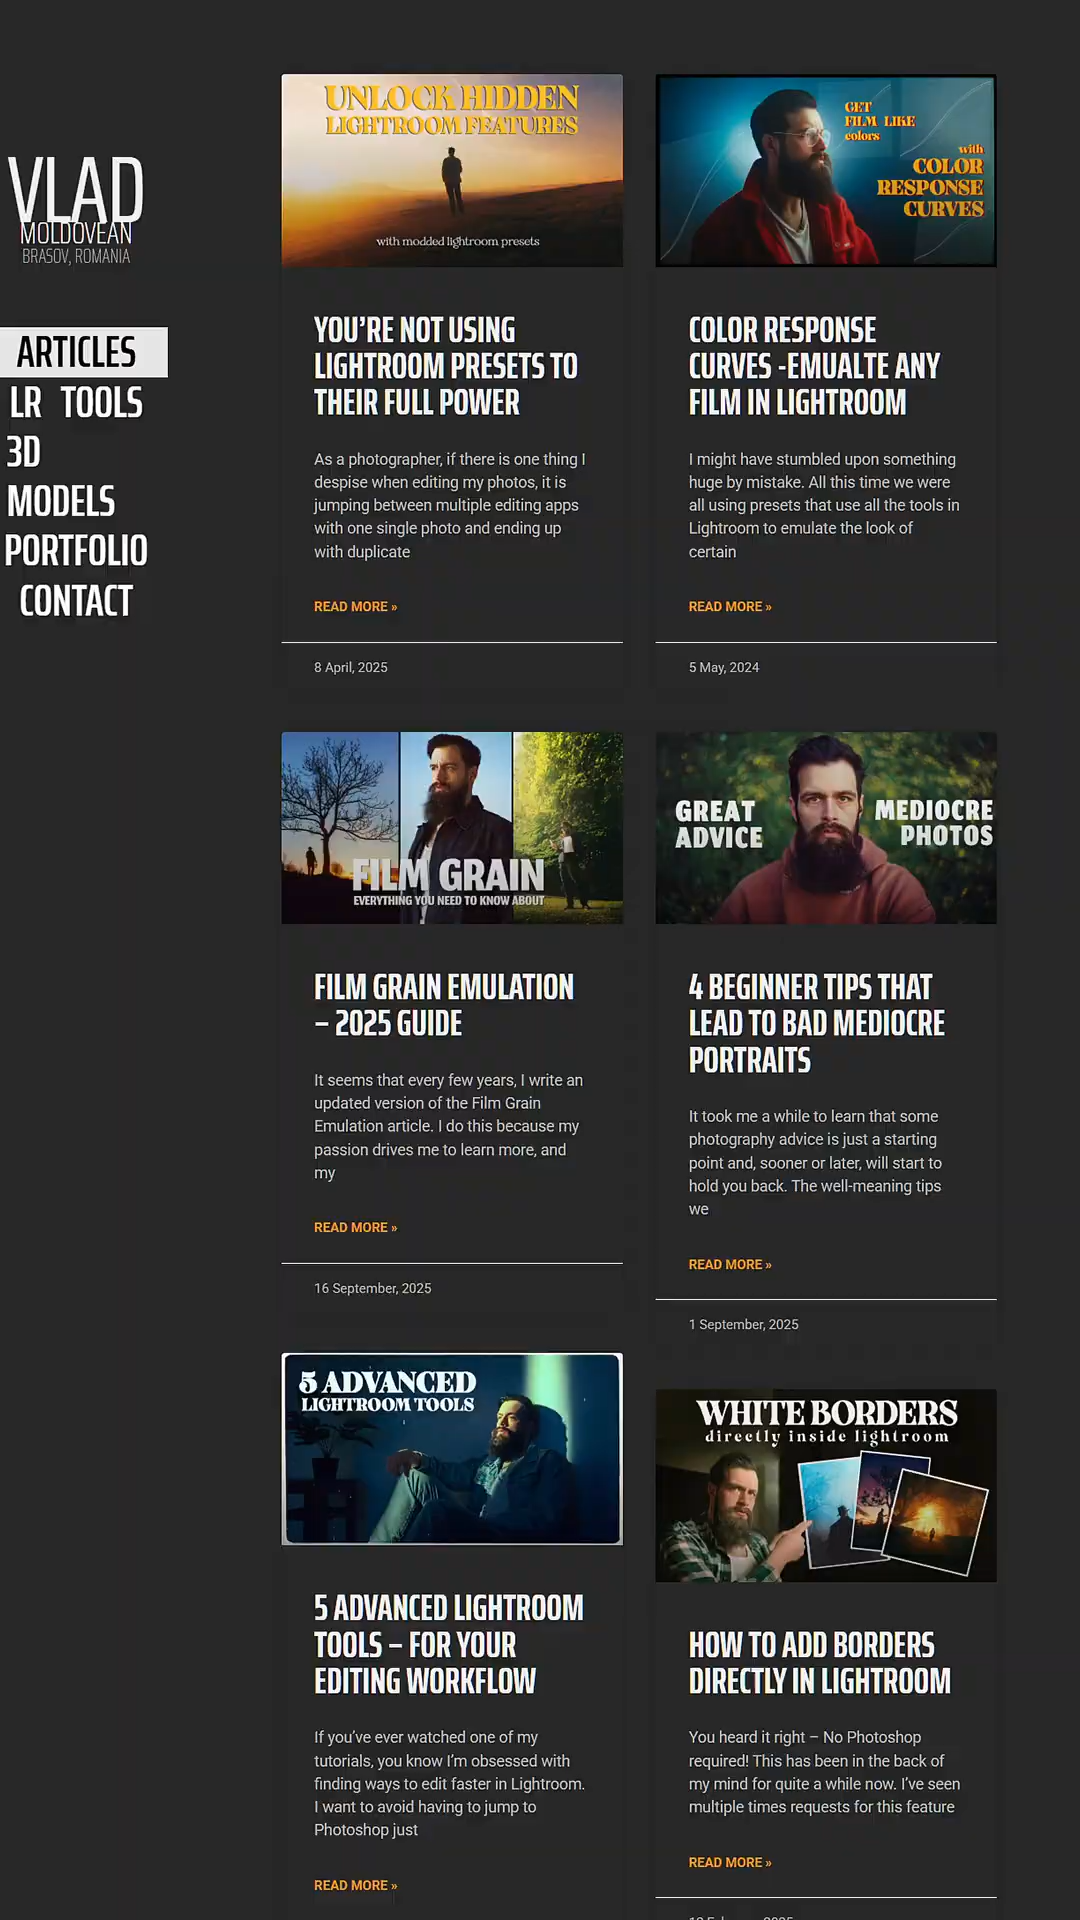 VLAD
MOLDOVEAN
BRASOV, ROMANIA
ARTICLES
LR TOOLS
3D
MODELS
PORTFOLIO
CONTACT
UNLOCK HIDDEN
LIGHTROOM FEATURES
with modded lightroom presets
YOU’RE NOT USING
LIGHTROOM PRESETS TO
THEIR FULL POWER
As a photographer, if there is one thing I
despise when editing my photos, it is
jumping between multiple editing apps
with one single photo and ending up
with duplicate
READ MORE »
8 April, 2025
GET
FILM LIKE
colors
with
COLOR
RESPONSE
CURVES
COLOR RESPONSE
CURVES -EMUALTE ANY
FILM IN LIGHTROOM
I might have stumbled upon something
huge by mistake. All this time we were
all using presets that use all the tools in
Lightroom to emulate the look of
certain
READ MORE »
5 May, 2024
FILM GRAIN
EVERYTHING YOU NEED TO KNOW ABOUT
FILM GRAIN EMULATION
– 2025 GUIDE
It seems that every few years, I write an
updated version of the Film Grain
Emulation article. I do this because my
passion drives me to learn more, and
my
READ MORE »
16 September, 2025
GREAT
ADVICE
MEDIOCRE
PHOTOS
4 BEGINNER TIPS THAT
LEAD TO BAD MEDIOCRE
PORTRAITS
It took me a while to learn that some
photography advice is just a starting
point and, sooner or later, will start to
hold you back. The well-meaning tips
we
READ MORE »
1 September, 2025
5 ADVANCED
LIGHTROOM TOOLS
5 ADVANCED LIGHTROOM
TOOLS – FOR YOUR
EDITING WORKFLOW
If you’ve ever watched one of my
tutorials, you know I’m obsessed with
finding ways to edit faster in Lightroom.
I want to avoid having to jump to
Photoshop just
READ MORE »
WHITE BORDERS
directly inside lightroom
HOW TO ADD BORDERS
DIRECTLY IN LIGHTROOM
You heard it right – No Photoshop
required! This has been in the back of
my mind for quite a while now. I’ve seen
multiple times requests for this feature
READ MORE »